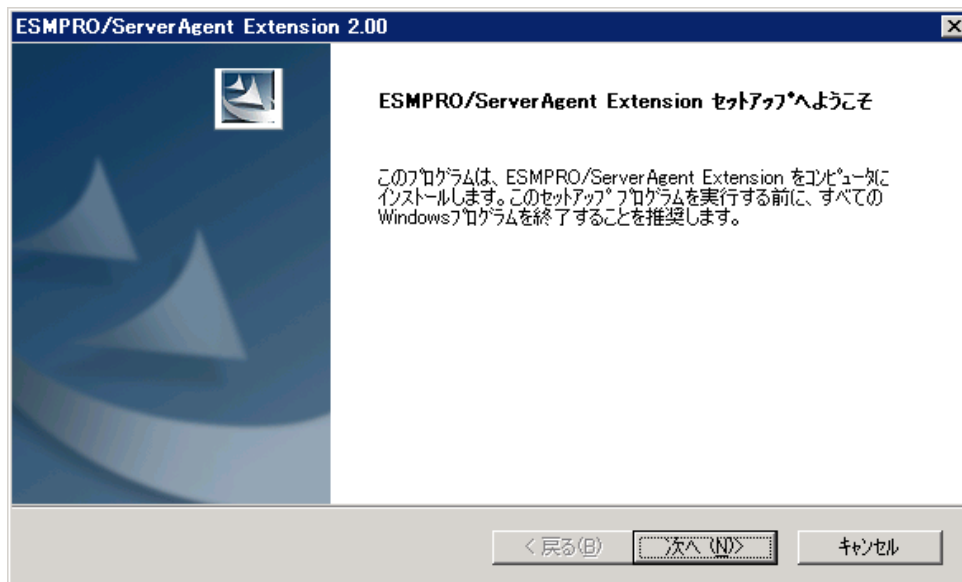 ESMPRO/ServerAgent Extension 2.00
ESMPRO/ServerAgent Extension セットアップへようこそ
このプログラムは、ESMPRO/ServerAgent Extension をコンピュータに
インストールします。このセットアップ プログラムを実行する前に、すべての
Windowsプログラムを終了することを推奨します。
< 戻る(B)
次へ (N)>
キャンセル